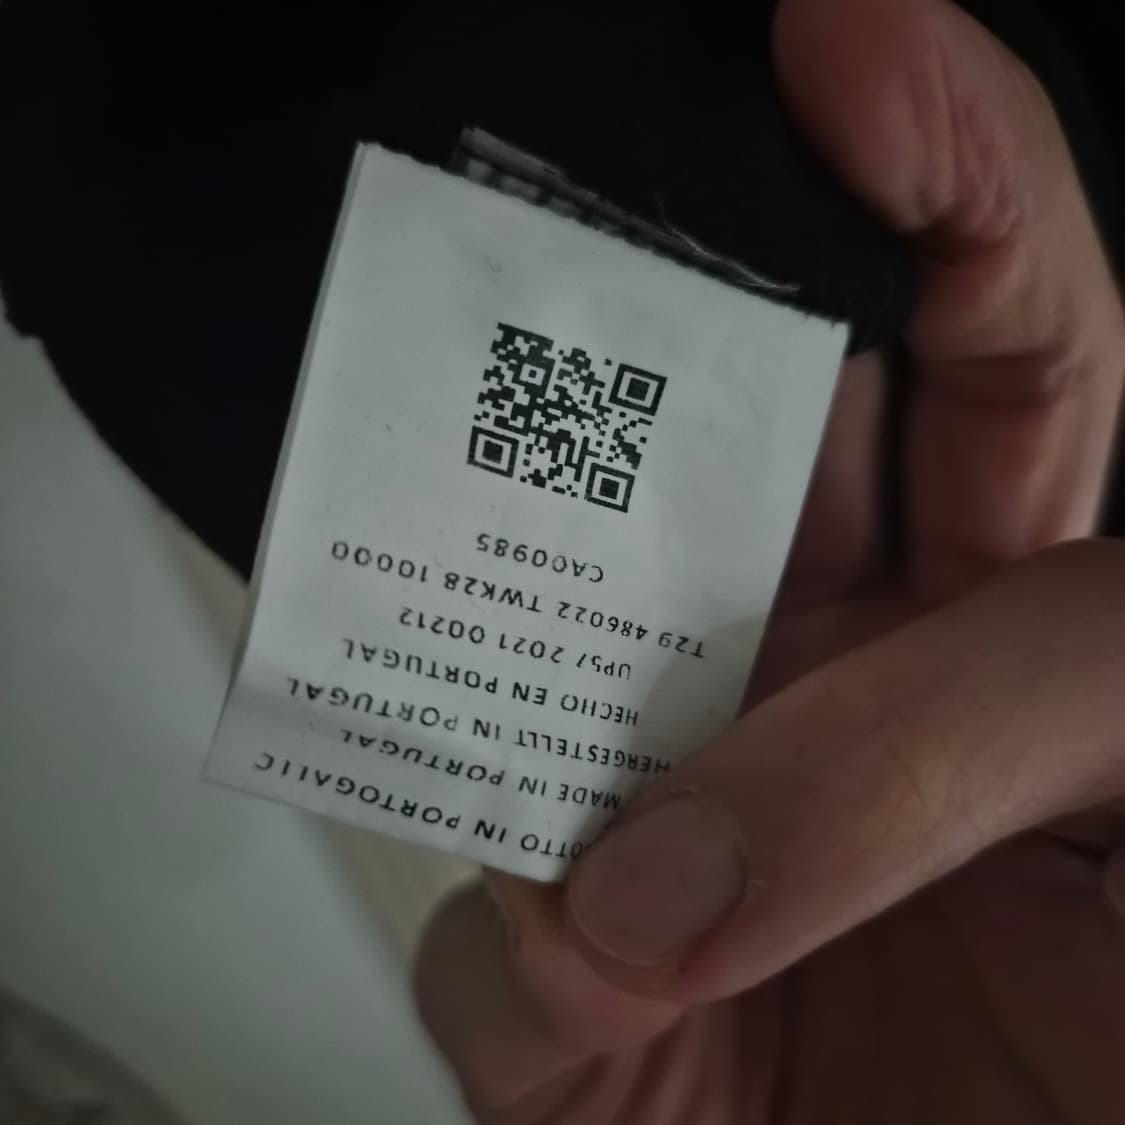 OTTO IN PORTOGALLO
MADE IN PORTUGAL
HERGESTELLT IN PORTUGAL
HECHO EN PORTUGAL
UP57 2021 00212
T29 486022 TWK28 10000
CA00985